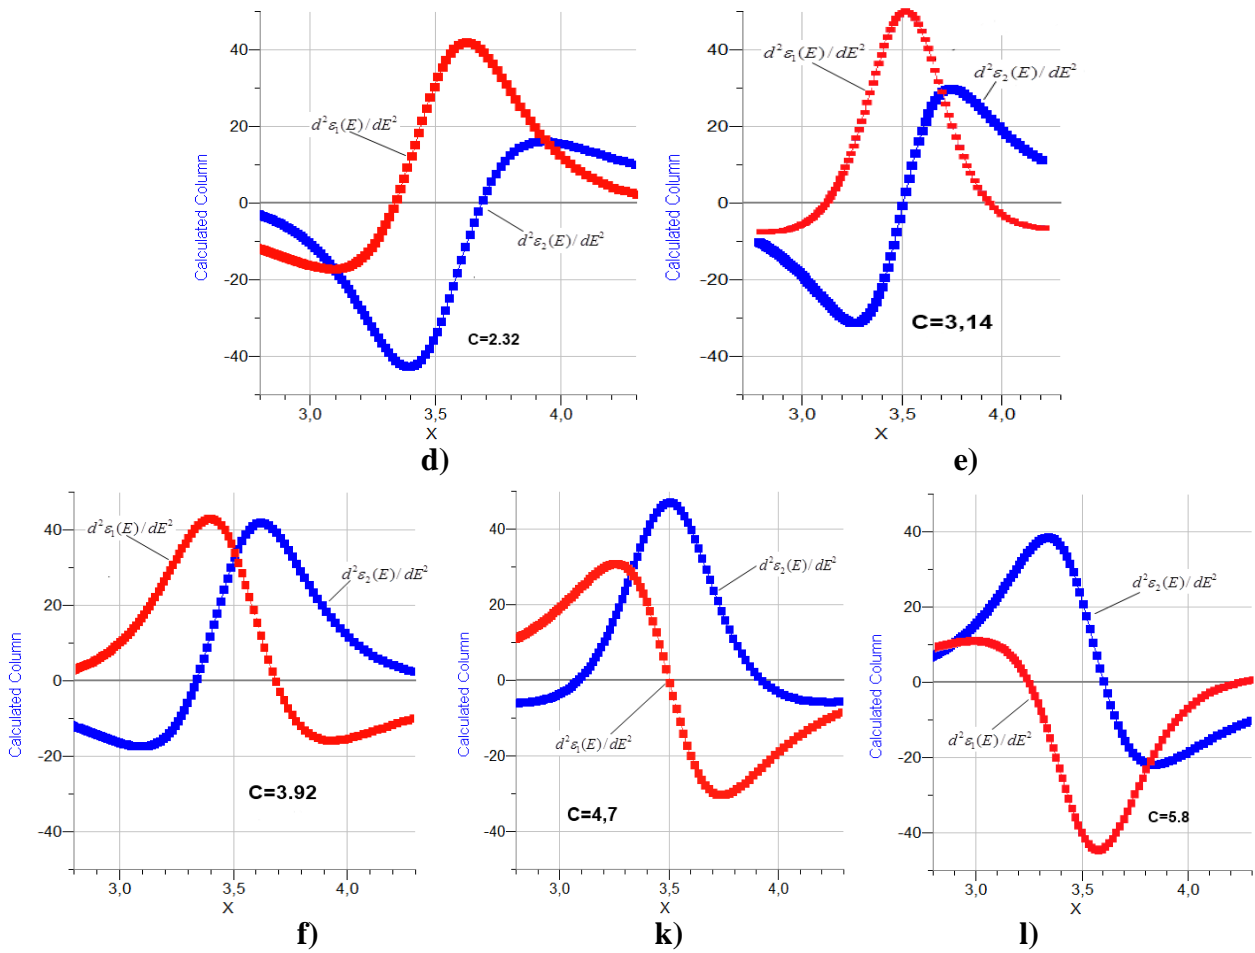 40
20
0
-20
-40
Calculated Column
d²ε₁(E)/dE²
d²ε₂(E)/dE²
C=2.32
3,0
3,5
4,0
X
d)
40
20
0
-20
-40
Calculated Column
d²ε₁(E)/dE²
d²ε₂(E)/dE²
C=3,14
3,0
3,5
4,0
X
e)
40
20
0
-20
-40
Calculated Column
d²ε₁(E)/dE²
d²ε₂(E)/dE²
C=3.92
3,0
3,5
4,0
X
f)
40
20
0
-20
-40
Calculated Column
d²ε₂(E)/dE²
d²ε₁(E)/dE²
C=4,7
3,0
3,5
4,0
X
k)
40
20
0
-20
-40
Calculated Column
d²ε₂(E)/dE²
d²ε₁(E)/dE²
C=5.8
3,0
3,5
4,0
X
l)